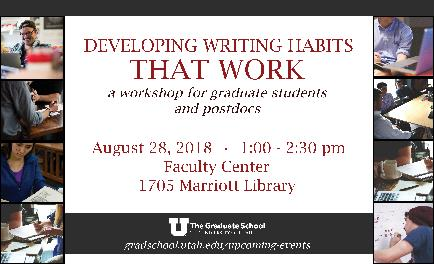 DEVELOPING WRITING HABITS
THAT WORK
a workshop for graduate students
and postdocs
August 28, 2018 · 1:00 - 2:30 pm
Faculty Center
1705 Marriott Library
U The Graduate School
gradschool.utah.edu/upcoming-events